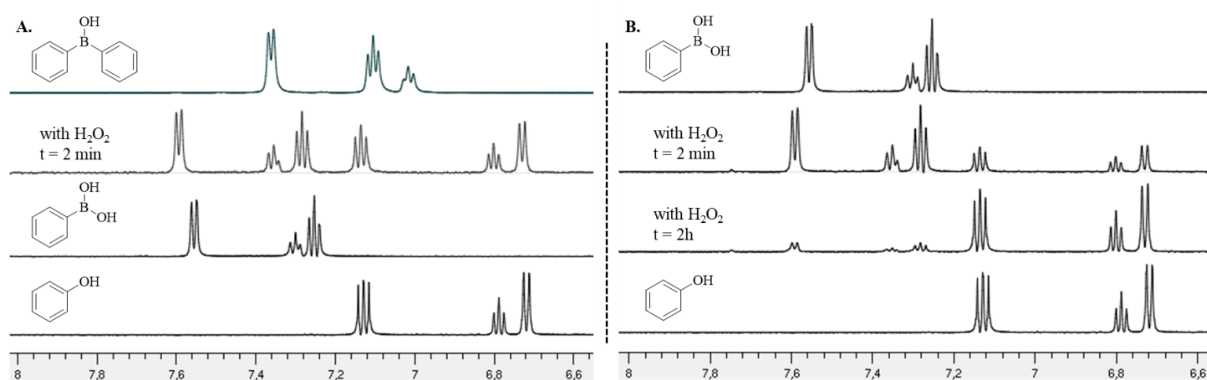 A.
OH
B
with H₂O₂
t = 2 min
OH
B
OH
OH
8 7,8 7,6 7,4 7,2 7 6,8 6,6
B.
OH
B
OH
with H₂O₂
t = 2 min
with H₂O₂
t = 2h
OH
8 7,8 7,6 7,4 7,2 7 6,8 6,6